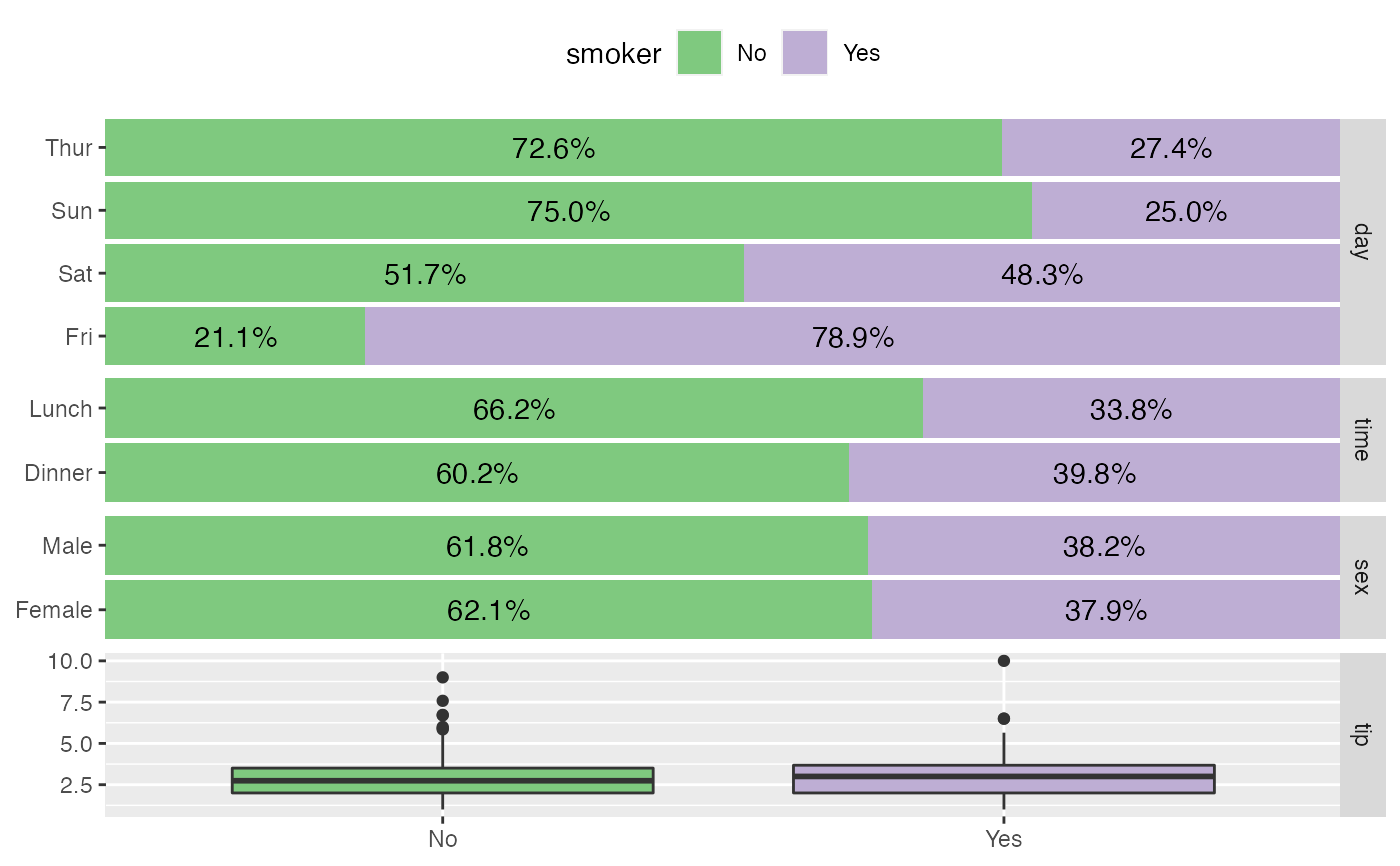 smoker No Yes
Thur 72.6% 27.4%
Sun 75.0% 25.0%
Sat 51.7% 48.3%
Fri 21.1% 78.9%
day
Lunch 66.2% 33.8%
Dinner 60.2% 39.8%
time
Male 61.8% 38.2%
Female 62.1% 37.9%
sex
10.0
7.5
5.0
2.5
tip
No Yes